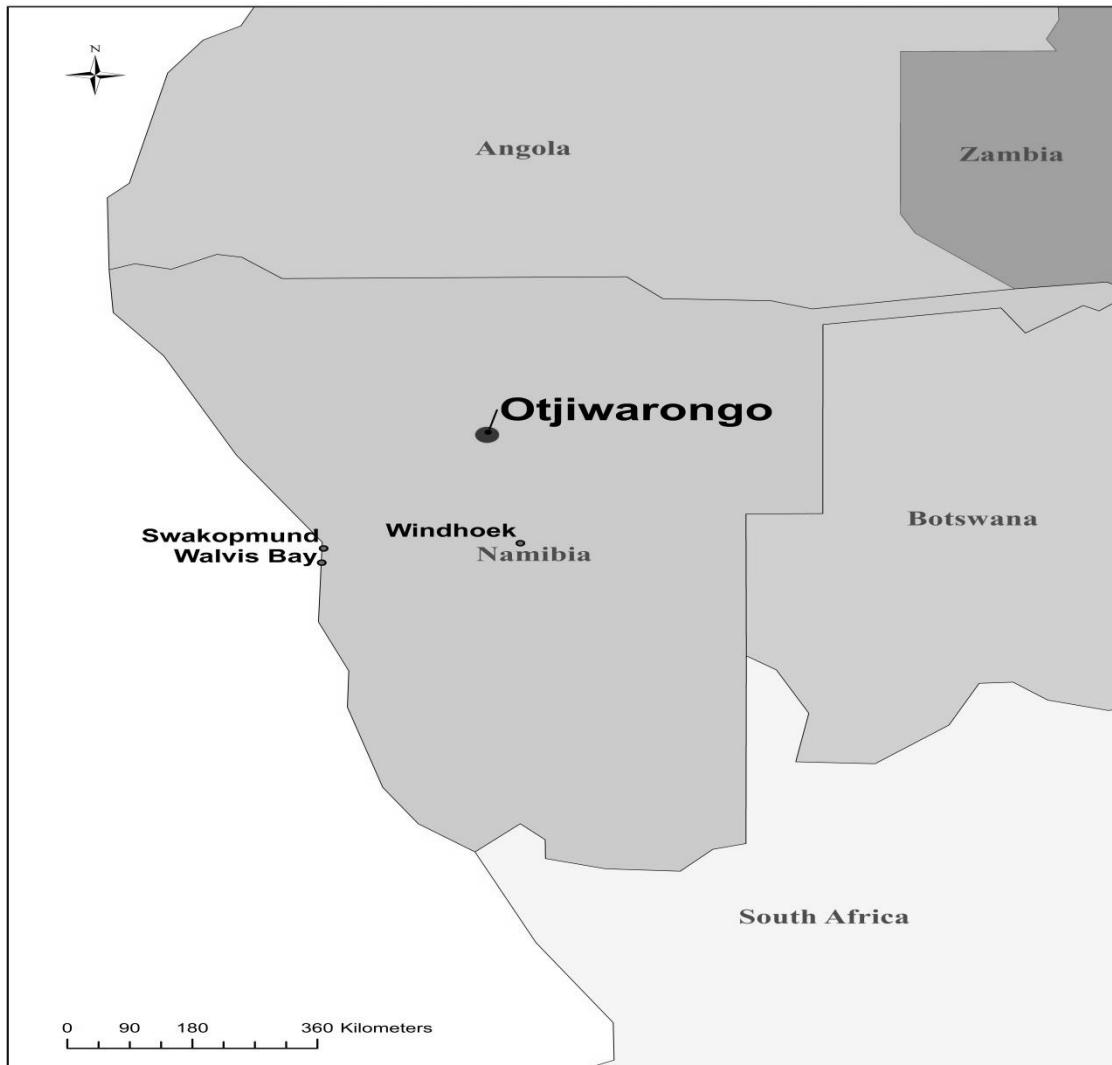 N
Angola
Zambia
Otjiwarongo
Swakopmund
Windhoek
Botswana
Walvis Bay
Namibia
South Africa
0 90 180 360 Kilometers